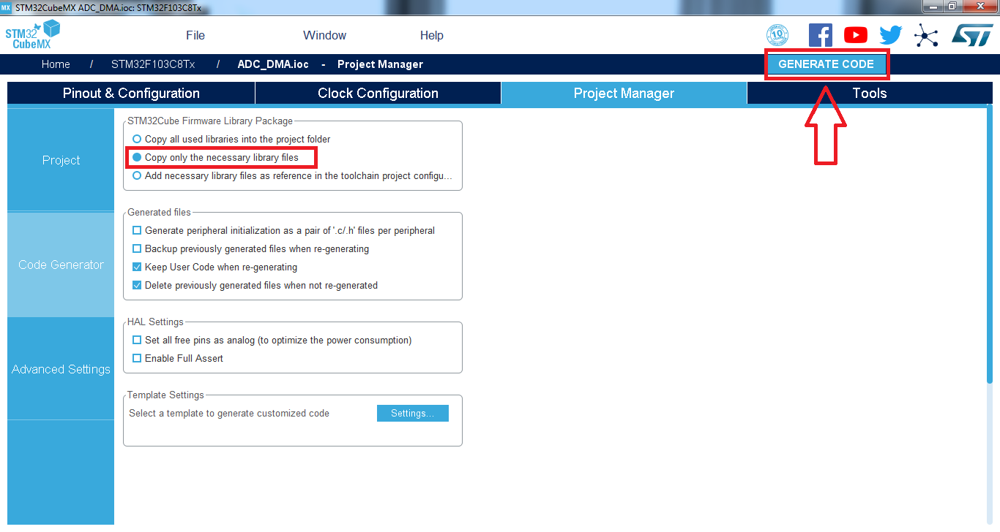 MX STM32CubeMX ADC_DMA.ioc: STM32F103C8Tx
STM32
CubeMX
File Window Help
10
ST
Home / STM32F103C8Tx / ADC_DMA.ioc - Project Manager GENERATE CODE
Pinout & Configuration Clock Configuration Project Manager Tools
Project
Code Generator
Advanced Settings
STM32Cube Firmware Library Package
Copy all used libraries into the project folder
Copy only the necessary library files
Add necessary library files as reference in the toolchain project configu...
Generated files
Generate peripheral initialization as a pair of '.c/.h' files per peripheral
Backup previously generated files when re-generating
Keep User Code when re-generating
Delete previously generated files when not re-generated
HAL Settings
Set all free pins as analog (to optimize the power consumption)
Enable Full Assert
Template Settings
Select a template to generate customized code Settings...